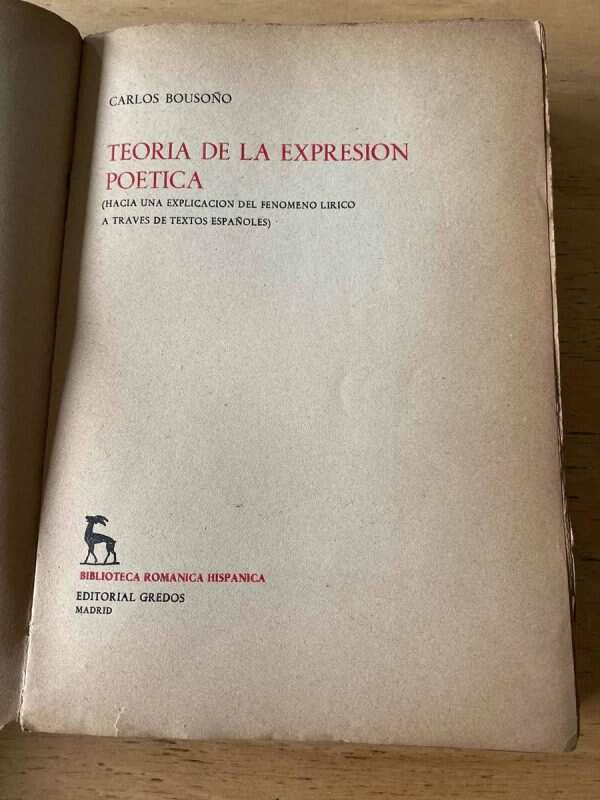 CARLOS BOUSOÑO
TEORIA DE LA EXPRESION
POETICA
(HACIA UNA EXPLICACION DEL FENOMENO LIRICO
A TRAVES DE TEXTOS ESPAÑOLES)
BIBLIOTECA ROMANICA HISPANICA
EDITORIAL GREDOS
MADRID